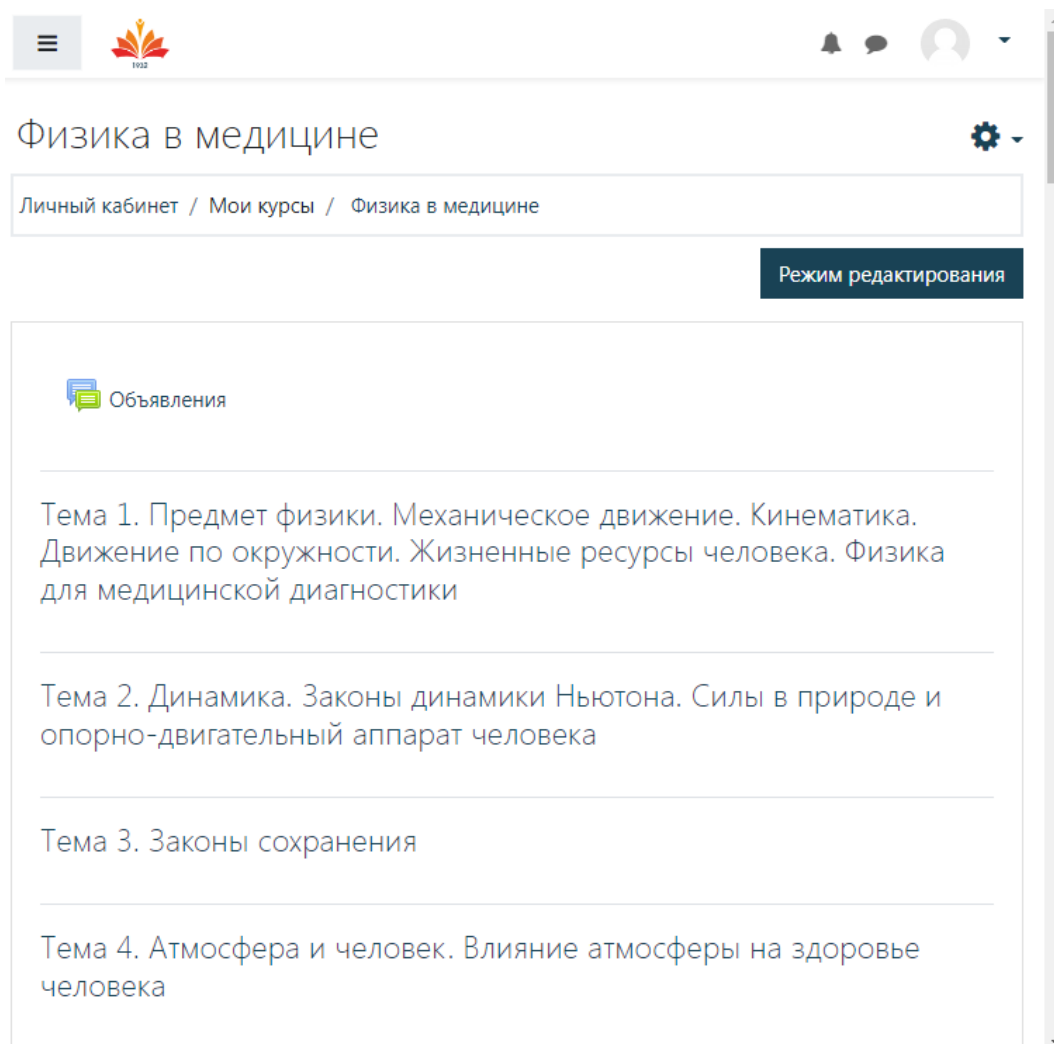 1932
Физика в медицине
Личный кабинет / Мои курсы / Физика в медицине
Режим редактирования
Объявления
Тема 1. Предмет физики. Механическое движение. Кинематика.
Движение по окружности. Жизненные ресурсы человека. Физика
для медицинской диагностики
Тема 2. Динамика. Законы динамики Ньютона. Силы в природе и
опорно-двигательный аппарат человека
Тема 3. Законы сохранения
Тема 4. Атмосфера и человек. Влияние атмосферы на здоровье
человека